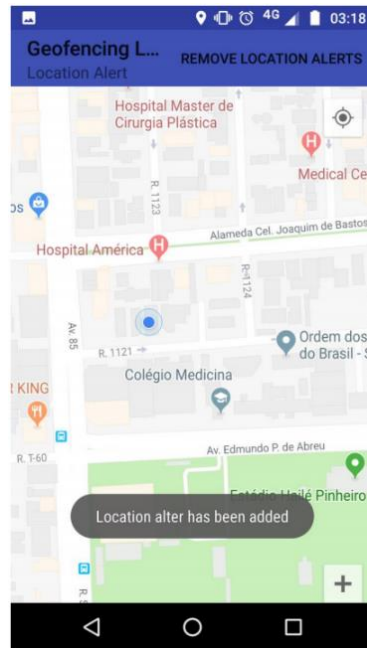 4G 03:18
Geofencing L...
Location Alert
REMOVE LOCATION ALERTS
Hospital Master de
Cirurgia Plástica
H
Medical Ce
R. 1123
os
Alameda Cel. Joaquim de Bastos
Hospital América
H
R. 1124
Av. 85
R. 1121
Ordem dos
do Brasil - S
Colégio Medicina
R KING
R. T-60
Av. Edmundo P. de Abreu
Estádio Hailé Pinheiro
Location alter has been added
R. S